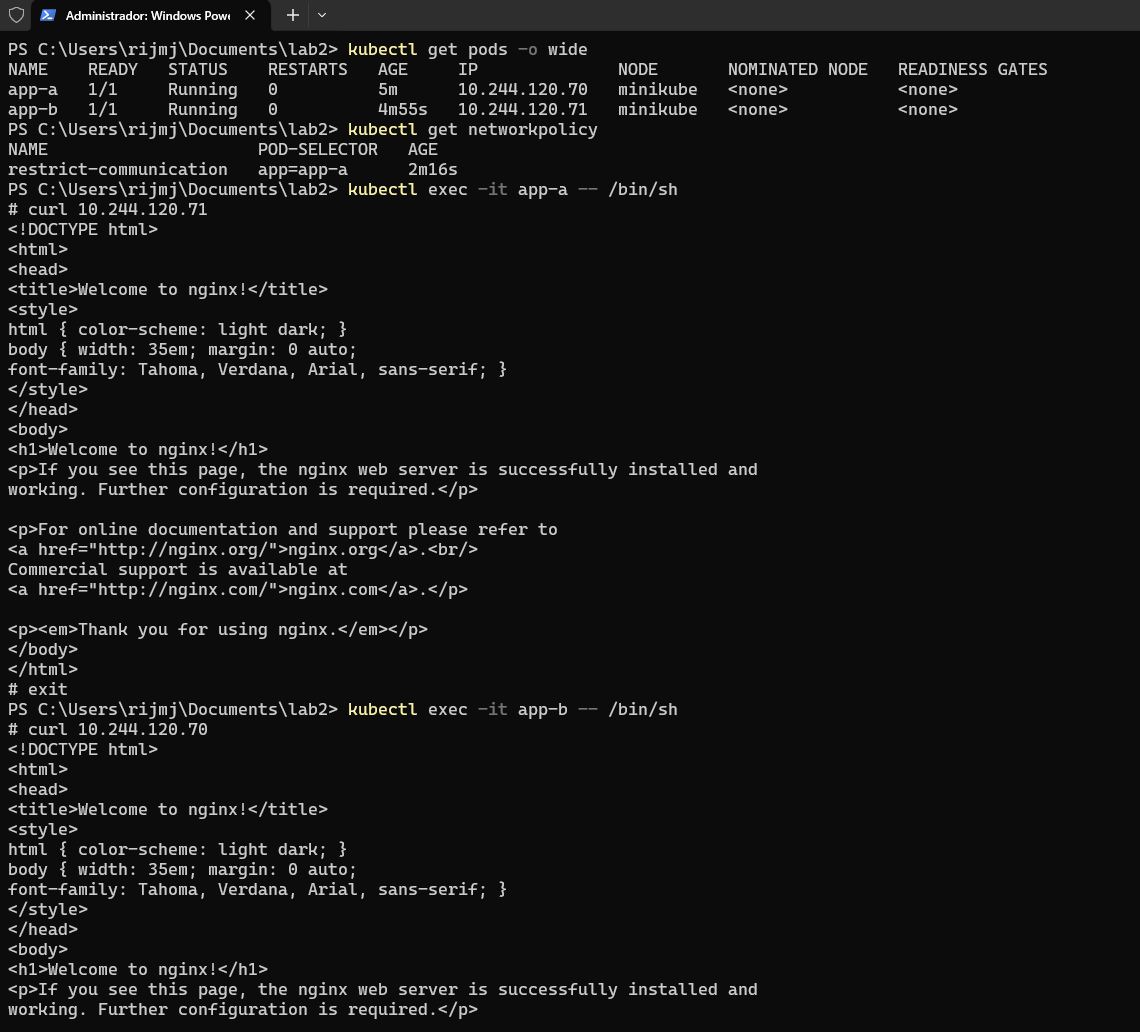 Administrador: Windows Powe
PS C:\Users\rijmj\Documents\lab2> kubectl get pods -o wide
NAME    READY   STATUS    RESTARTS   AGE     IP              NODE       NOMINATED NODE   READINESS GATES
app-a   1/1     Running   0          5m      10.244.120.70   minikube   <none>           <none>
app-b   1/1     Running   0          4m55s   10.244.120.71   minikube   <none>           <none>
PS C:\Users\rijmj\Documents\lab2> kubectl get networkpolicy
NAME                     POD-SELECTOR   AGE
restrict-communication   app=app-a      2m16s
PS C:\Users\rijmj\Documents\lab2> kubectl exec -it app-a -- /bin/sh
# curl 10.244.120.71
<!DOCTYPE html>
<html>
<head>
<title>Welcome to nginx!</title>
<style>
html { color-scheme: light dark; }
body { width: 35em; margin: 0 auto;
font-family: Tahoma, Verdana, Arial, sans-serif; }
</style>
</head>
<body>
<h1>Welcome to nginx!</h1>
<p>If you see this page, the nginx web server is successfully installed and
working. Further configuration is required.</p>

<p>For online documentation and support please refer to
<a href="http://nginx.org/">nginx.org</a>.<br/>
Commercial support is available at
<a href="http://nginx.com/">nginx.com</a>.</p>

<p><em>Thank you for using nginx.</em></p>
</body>
</html>
# exit
PS C:\Users\rijmj\Documents\lab2> kubectl exec -it app-b -- /bin/sh
# curl 10.244.120.70
<!DOCTYPE html>
<html>
<head>
<title>Welcome to nginx!</title>
<style>
html { color-scheme: light dark; }
body { width: 35em; margin: 0 auto;
font-family: Tahoma, Verdana, Arial, sans-serif; }
</style>
</head>
<body>
<h1>Welcome to nginx!</h1>
<p>If you see this page, the nginx web server is successfully installed and
working. Further configuration is required.</p>